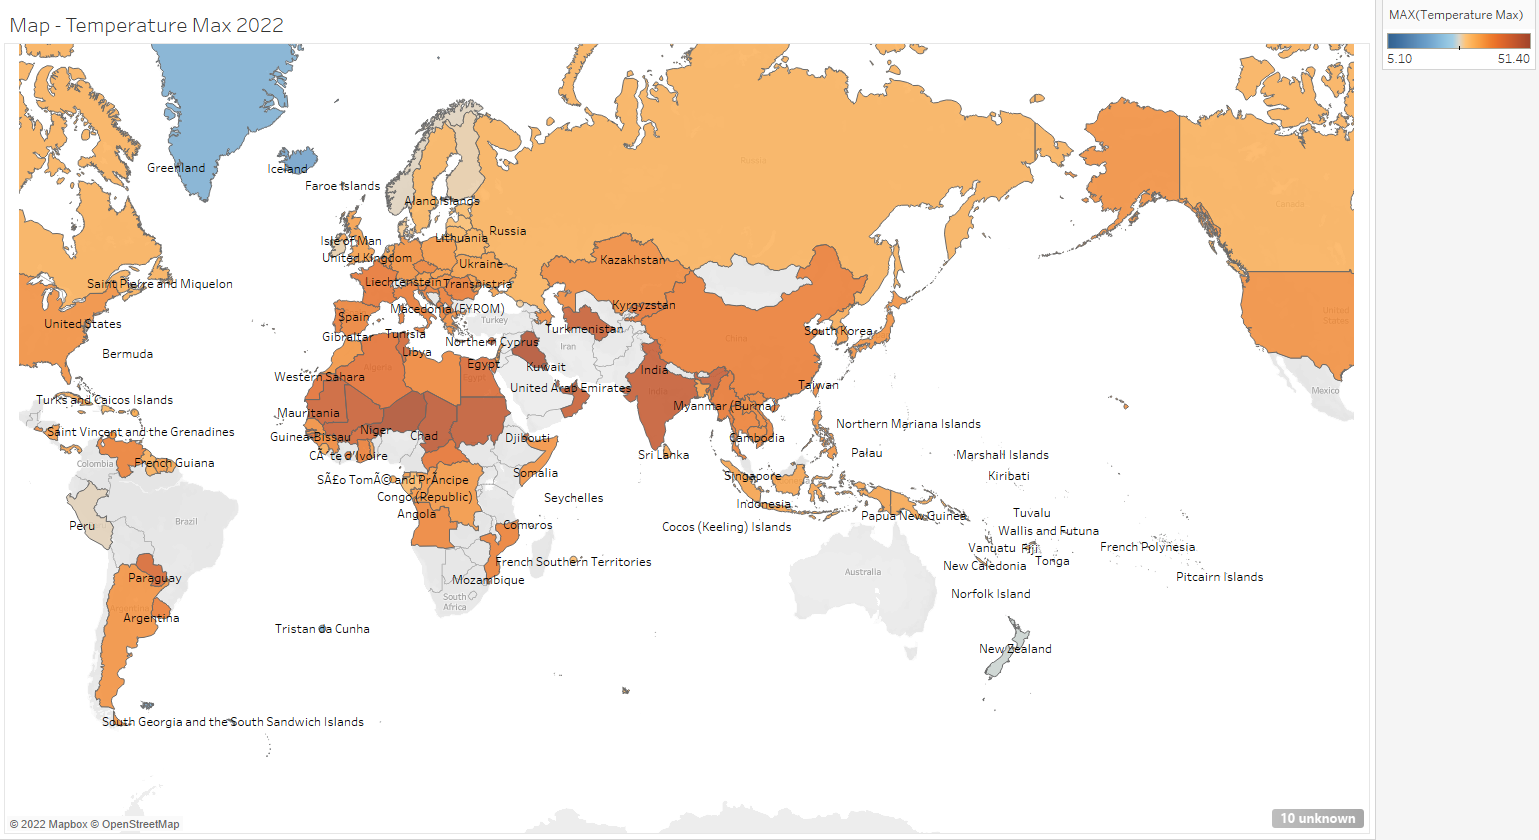 Map - Temperature Max 2022
MAX(Temperature Max)
5.10
51.40
Greenland
Iceland
Faroe Islands
Aland Islands
Russia
Russia
Canada
Isle of Man
Lithuania
United Kingdom
Ukraine
Kazakhstan
Saint Pierre and Miquelon
Liechtenstein
Transnistria
Macedonia (FYROM)
Kyrgyzstan
United States
Spain
Turkey
United States
Gibraltar
Tunisia
Turkmenistan
South Korea
China
Northern Cyprus
Iran
Bermuda
Libya
Algeria
Egypt
Egypt
Kuwait
India
Western Sahara
United Arab Emirates
Taiwan
Mexico
Turks and Caicos Islands
Mauritania
Myanmar (Burma)
Northern Mariana Islands
Saint Vincent and the Grenadines
Niger
Guinea-Bissau
Chad
Djibouti
Cambodia
CÃ´te d'Ivoire
Sri Lanka
Palau
Marshall Islands
Colombia
French Guiana
SÃ£o TomÃ© and PrÃ­ncipe
Somalia
Singapore
Kiribati
Congo (Republic)
Seychelles
Indonesia
Angola
Papua New Guinea
Tuvalu
Peru
Brazil
Comoros
Cocos (Keeling) Islands
Wallis and Futuna
Vanuatu
Fiji
French Polynesia
French Southern Territories
New Caledonia
Tonga
Paraguay
Mozambique
Australia
Pitcairn Islands
South Africa
Norfolk Island
Argentina
Argentina
Tristan da Cunha
New Zealand
South Georgia and the South Sandwich Islands
10 unknown
© 2022 Mapbox © OpenStreetMap